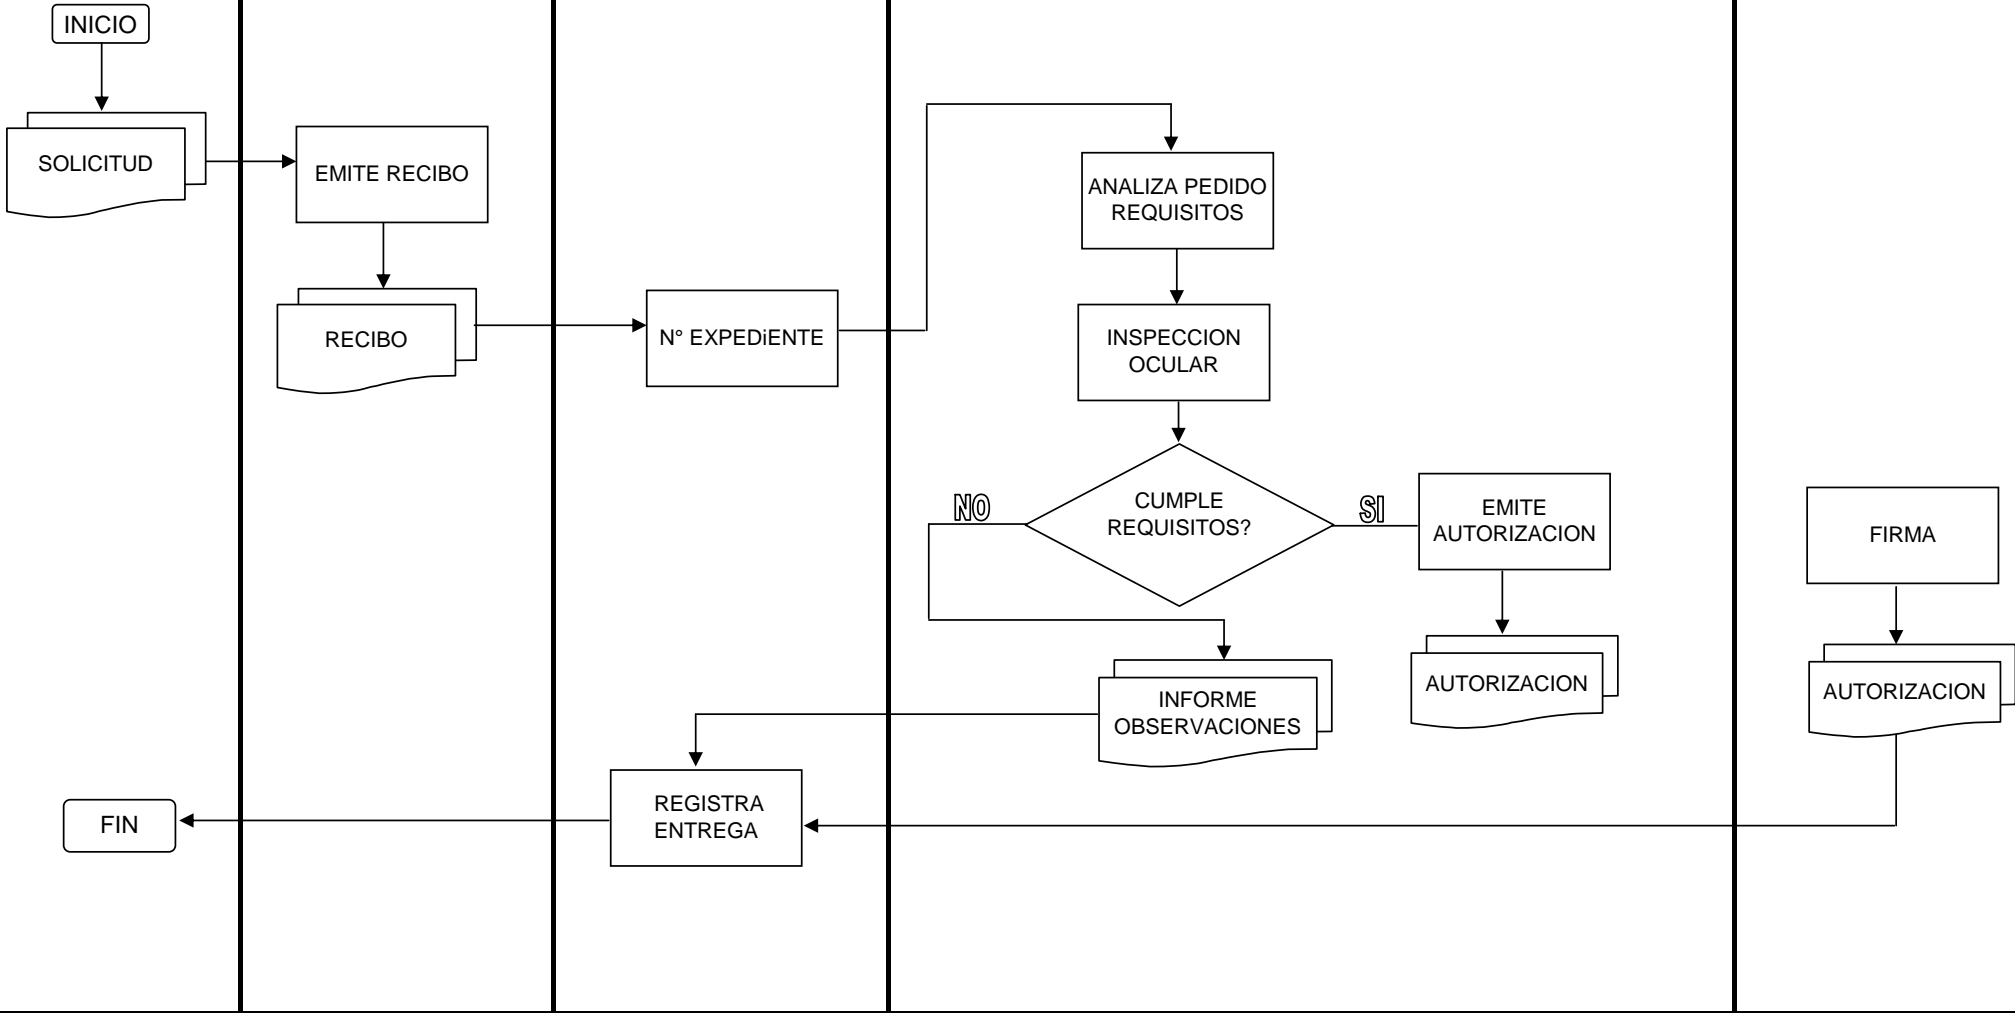 INICIO
SOLICITUD
EMITE RECIBO
RECIBO
N° EXPEDiENTE
ANALIZA PEDIDO
REQUISITOS
INSPECCION
OCULAR
CUMPLE
REQUISITOS?
NO
SI
EMITE
AUTORIZACION
AUTORIZACION
FIRMA
AUTORIZACION
INFORME
OBSERVACIONES
REGISTRA
ENTREGA
FIN